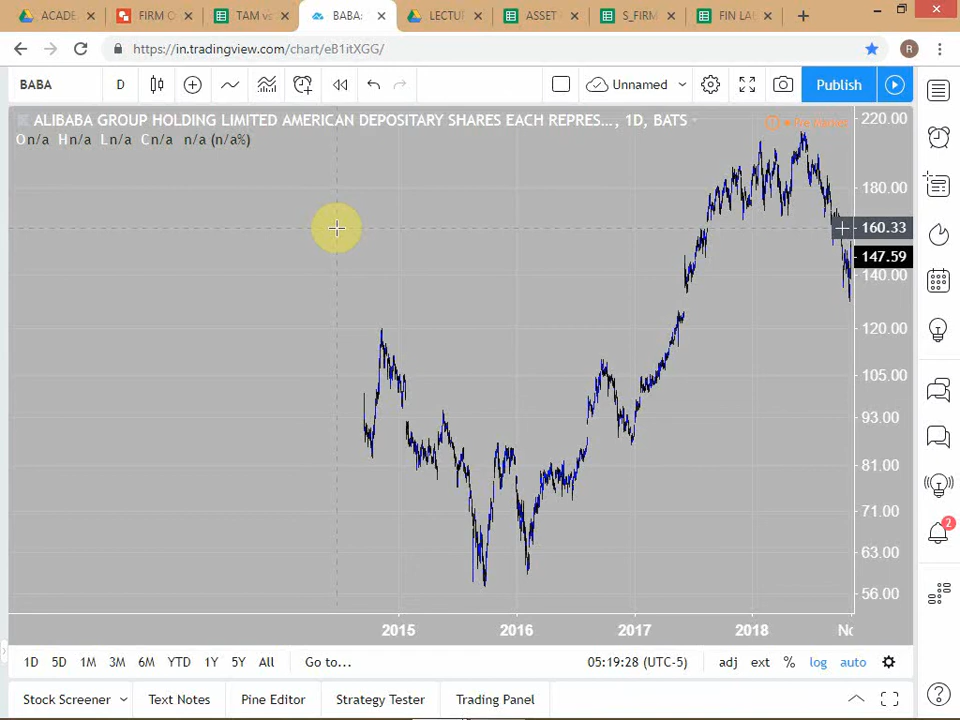 ACADE
FIRM C
TAM vs
BABA:
LECTU
ASSET
S_FIRM
FIN LA
https://in.tradingview.com/chart/eB1itXGG/
R
BABA
D
Unnamed
Publish
ALIBABA GROUP HOLDING LIMITED AMERICAN DEPOSITARY SHARES EACH REPRES... , 1D, BATS
O n/a H n/a L n/a C n/a n/a (n/a%)
220.00
180.00
160.33
147.59
140.00
120.00
105.00
93.00
81.00
71.00
63.00
56.00
2015 2016 2017 2018 No
1D 5D 1M 3M 6M YTD 1Y 5Y All Go to... 05:19:28 (UTC-5) adj ext % log auto
Stock Screener Text Notes Pine Editor Strategy Tester Trading Panel
2